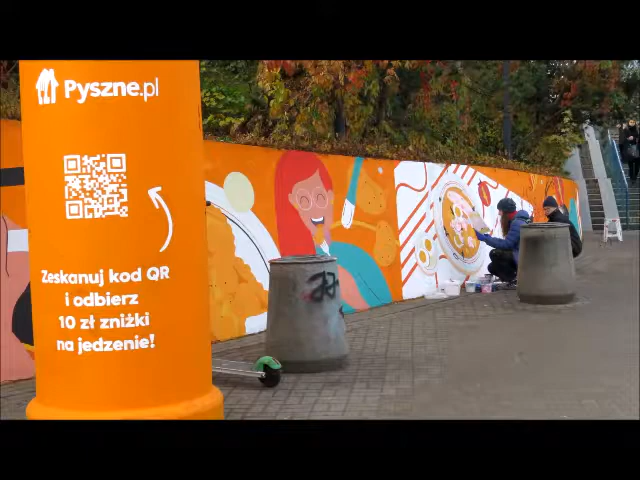 Pyszne.pl
Zeskanuj kod QR
i odbierz
10 zł zniżki
na jedzenie!